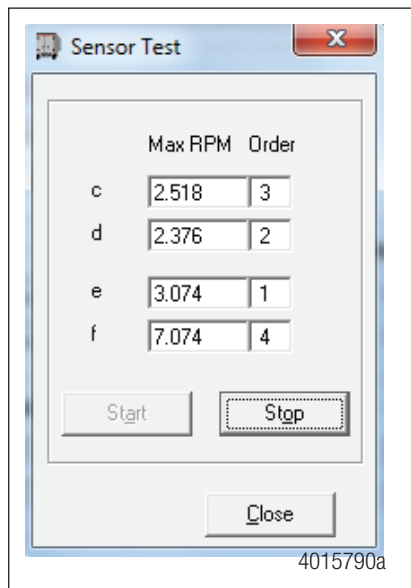 Sensor Test
Max RPM Order
c 2.518 3
d 2.376 2
e 3.074 1
f 7.074 4
Start Stop
Close
4015790a